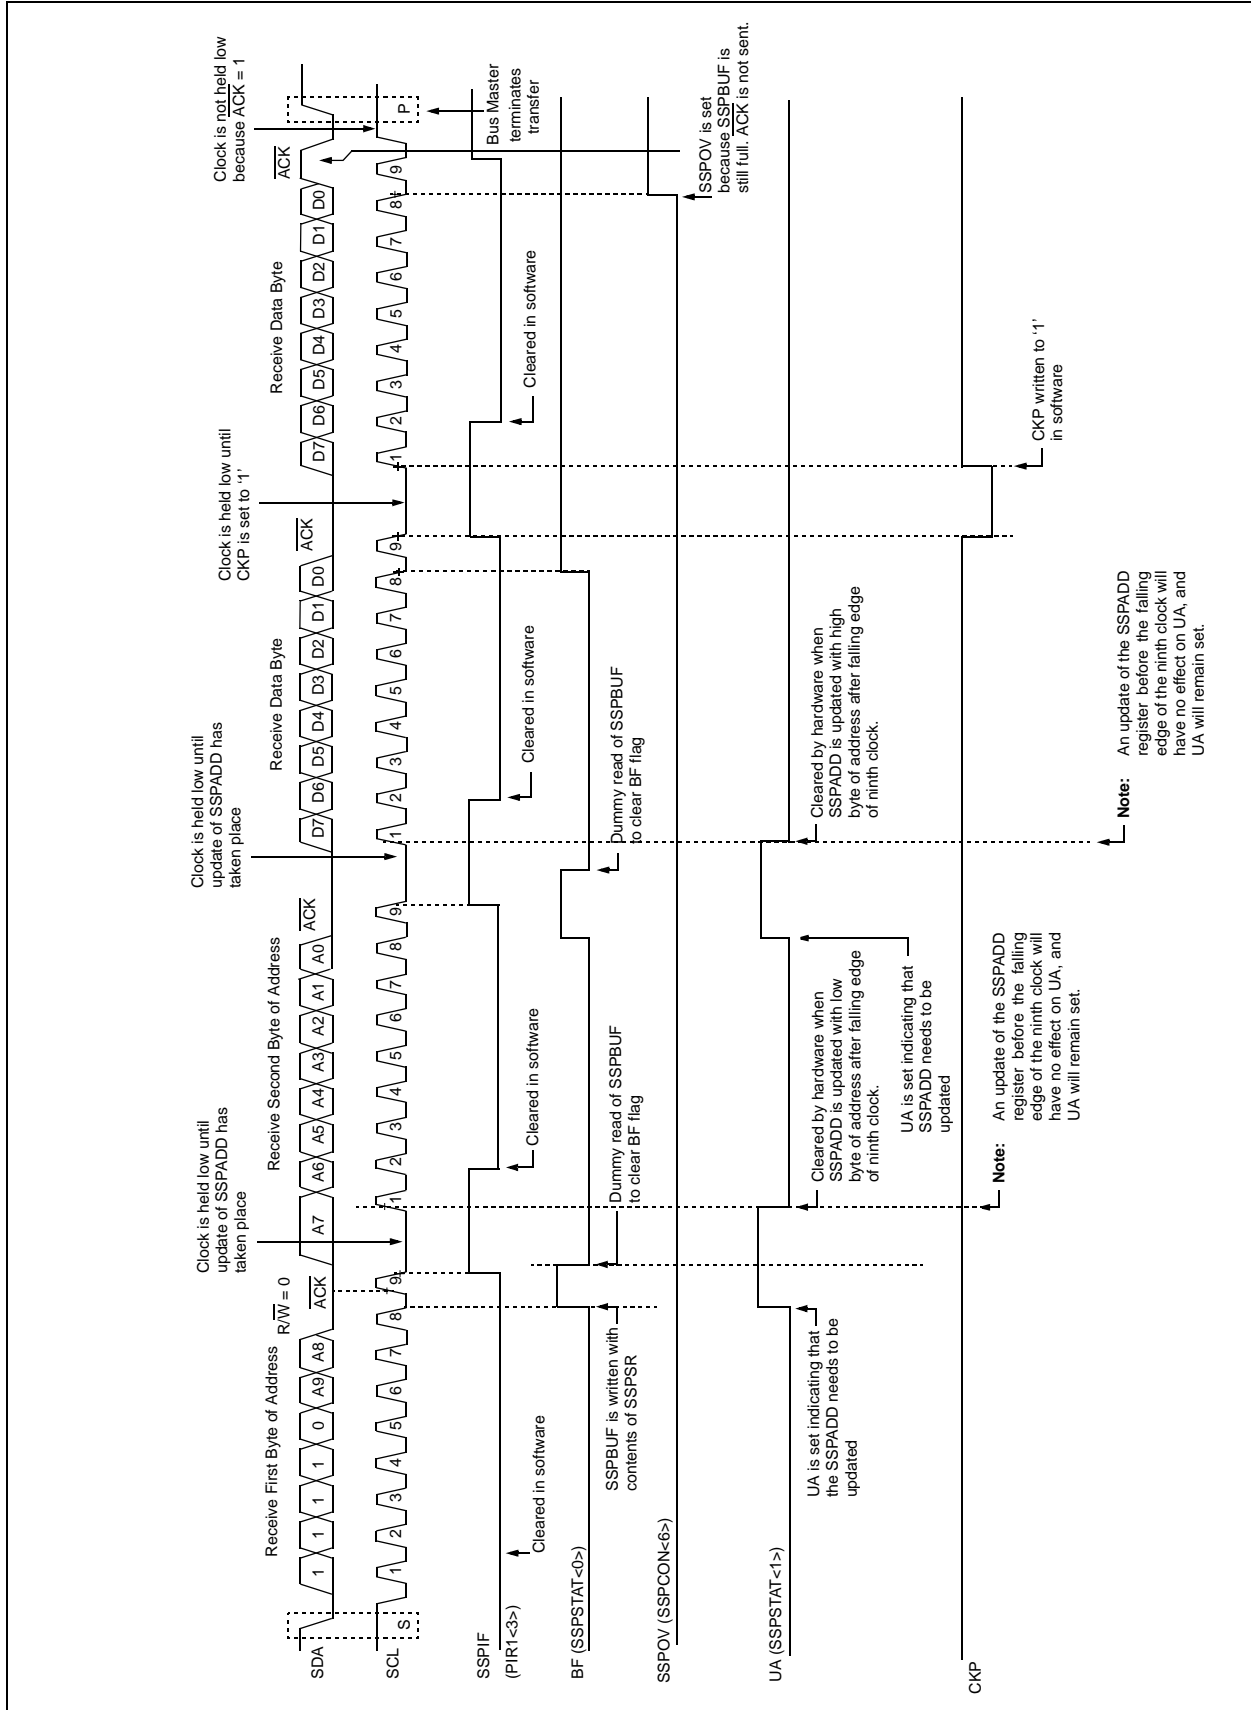 Clock is not held low
because ACK = 1
Clock is held low until
CKP is set to ‘1’
Clock is held low until
update of SSPADD has
taken place
Clock is held low until
update of SSPADD has
taken place
Receive First Byte of Address
R/W = 0
Receive Second Byte of Address
Receive Data Byte
Receive Data Byte
ACK
ACK
ACK
ACK
SDA
1 1 1 1 0 A9 A8 A7 A6 A5 A4 A3 A2 A1 A0 D7 D6 D5 D4 D3 D2 D1 D0 D7 D6 D5 D4 D3 D2 D1 D0
SCL
S 1 2 3 4 5 6 7 8 9 1 2 3 4 5 6 7 8 9 1 2 3 4 5 6 7 8 9 1 2 3 4 5 6 7 8 9 P
Bus Master
terminates
transfer
SSPIF
(PIR1<3>)
Cleared in software
Cleared in software
Cleared in software
Cleared in software
BF (SSPSTAT<0>)
SSPBUF is written with
contents of SSPSR
Dummy read of SSPBUF
to clear BF flag
Dummy read of SSPBUF
to clear BF flag
SSPOV (SSPCON<6>)
SSPOV is set
because SSPBUF is
still full. ACK is not sent.
UA (SSPSTAT<1>)
UA is set indicating that
the SSPADD needs to be
updated
Cleared by hardware when
SSPADD is updated with low
byte of address after falling edge
of ninth clock.
UA is set indicating that
SSPADD needs to be
updated
Cleared by hardware when
SSPADD is updated with high
byte of address after falling edge
of ninth clock.
CKP
CKP written to ‘1’
in software
Note: An update of the SSPADD
register before the falling
edge of the ninth clock will
have no effect on UA, and
UA will remain set.
Note: An update of the SSPADD
register before the falling
edge of the ninth clock will
have no effect on UA, and
UA will remain set.